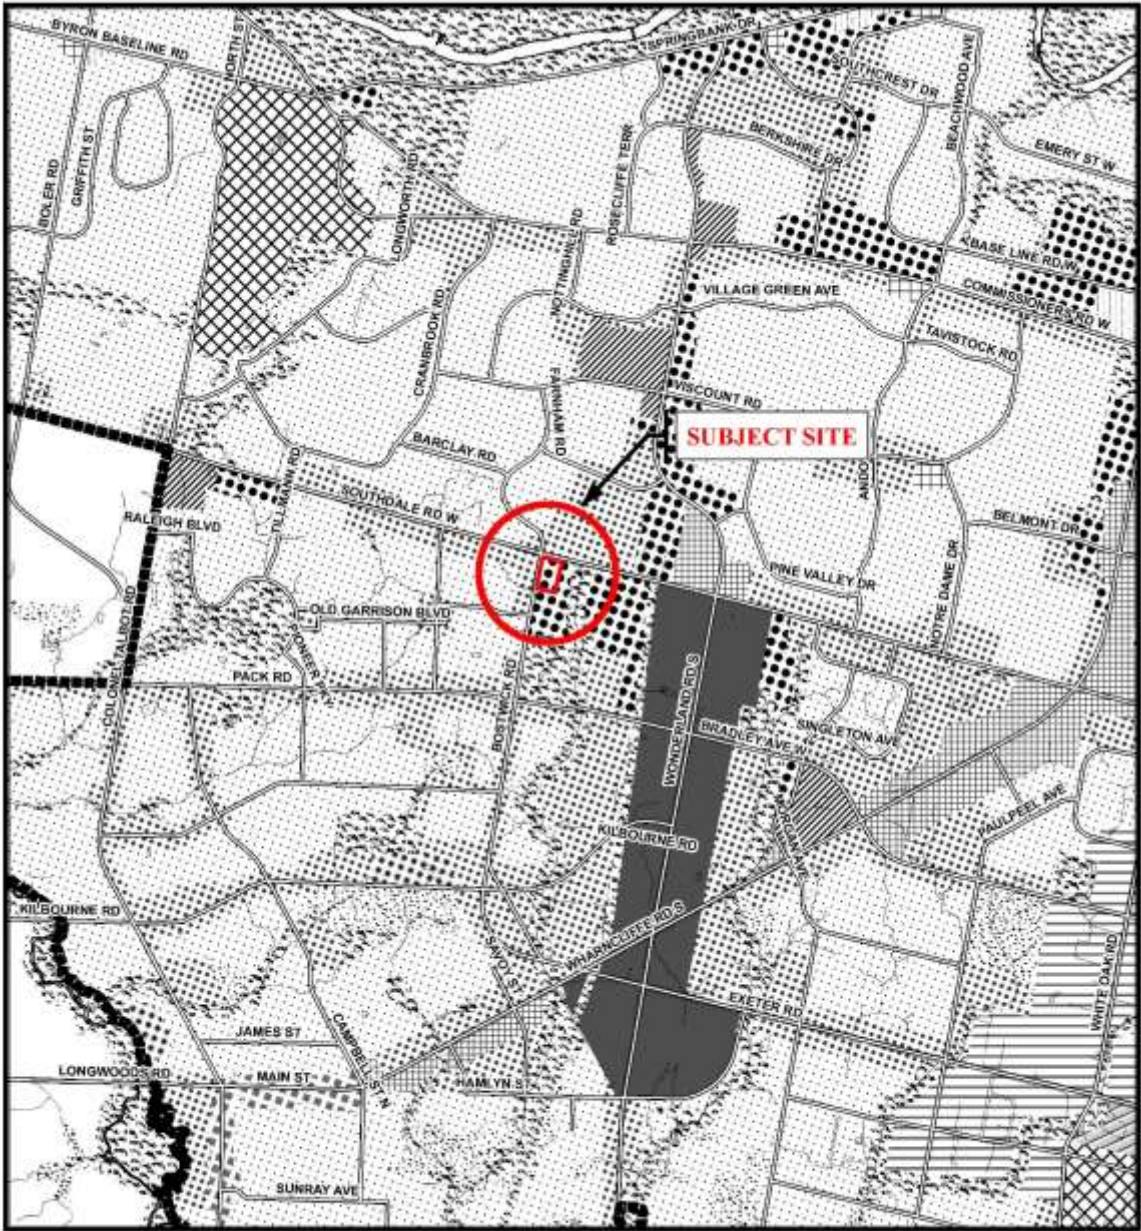 BYRON BASELINE RD
NORTH ST
SPRINGBANK DR
SOUTHCREST DR
BEACHWOOD AVE
BERKSHIRE DR
EMERY ST W
GRIFFITH ST
BOLER RD
LONGWORTH RD
ROSECLIFFE TERR
NOTTINGHILL RD
BASE LINE RD W
COMMISSIONERS RD W
VILLAGE GREEN AVE
TAVISTOCK RD
CRANBROOK RD
FARNHAM RD
VISCOUNT RD
SUBJECT SITE
BARCLAY RD
TILLMANN RD
SOUTHDALE RD W
RALEIGH BLVD
BELMONT DR
PINE VALLEY DR
NOTRE DAME DR
OLD GARRISON BLVD
COLONEL TALBOT RD
PACK RD
BOSTWICK RD
WONDERLAND RD S
BRADLEY AVE W
SINGLETON AVE
PAULPEEL AVE
KILBOURNE RD
KILBOURNE RD
WHARNCLIFFE RD S
SAVOY ST
WHITE OAK RD
EXETER RD
JAMES ST
CAMPBELL ST N
LONGWOODS RD
MAIN ST
HAMLYN S
SUNRAY AVE